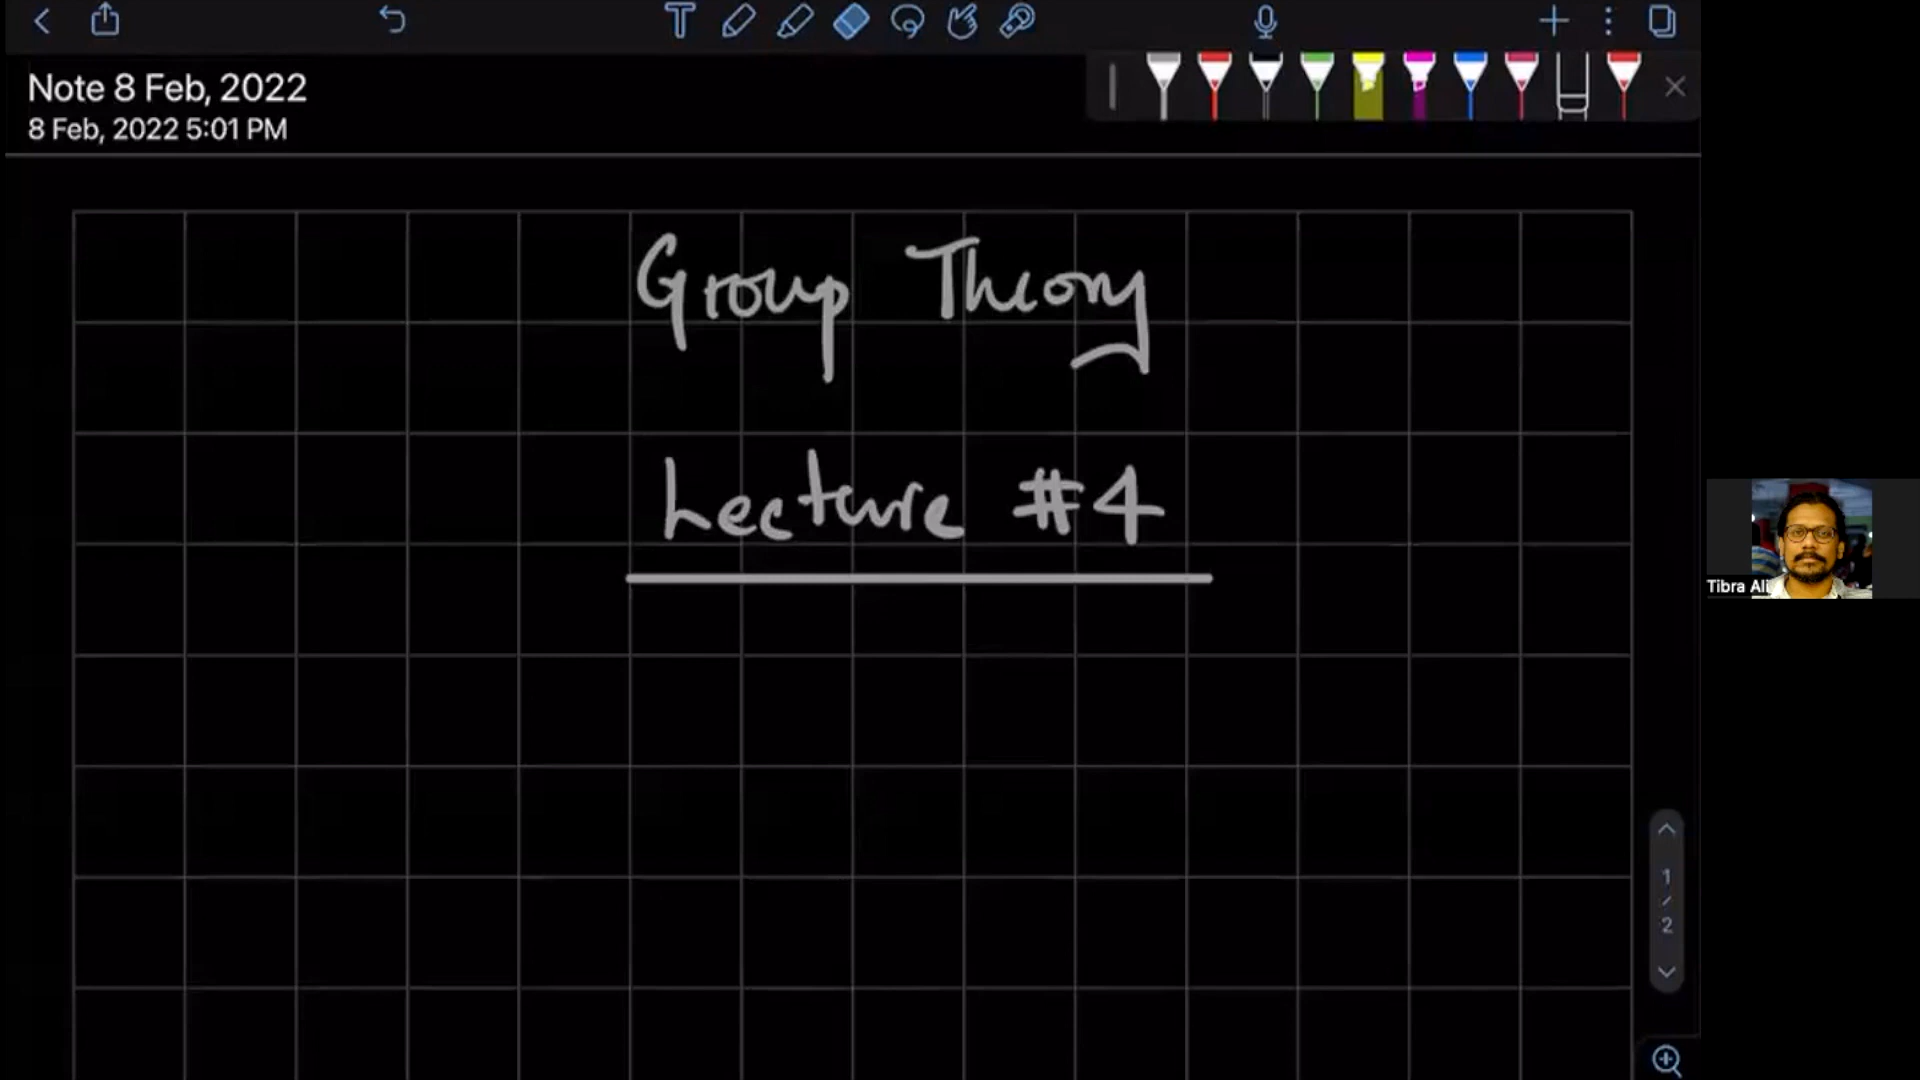 Note 8 Feb, 2022
8 Feb, 2022 5:01 PM
Group Theory
Lecture #4
Tibra Ali
1
/
2